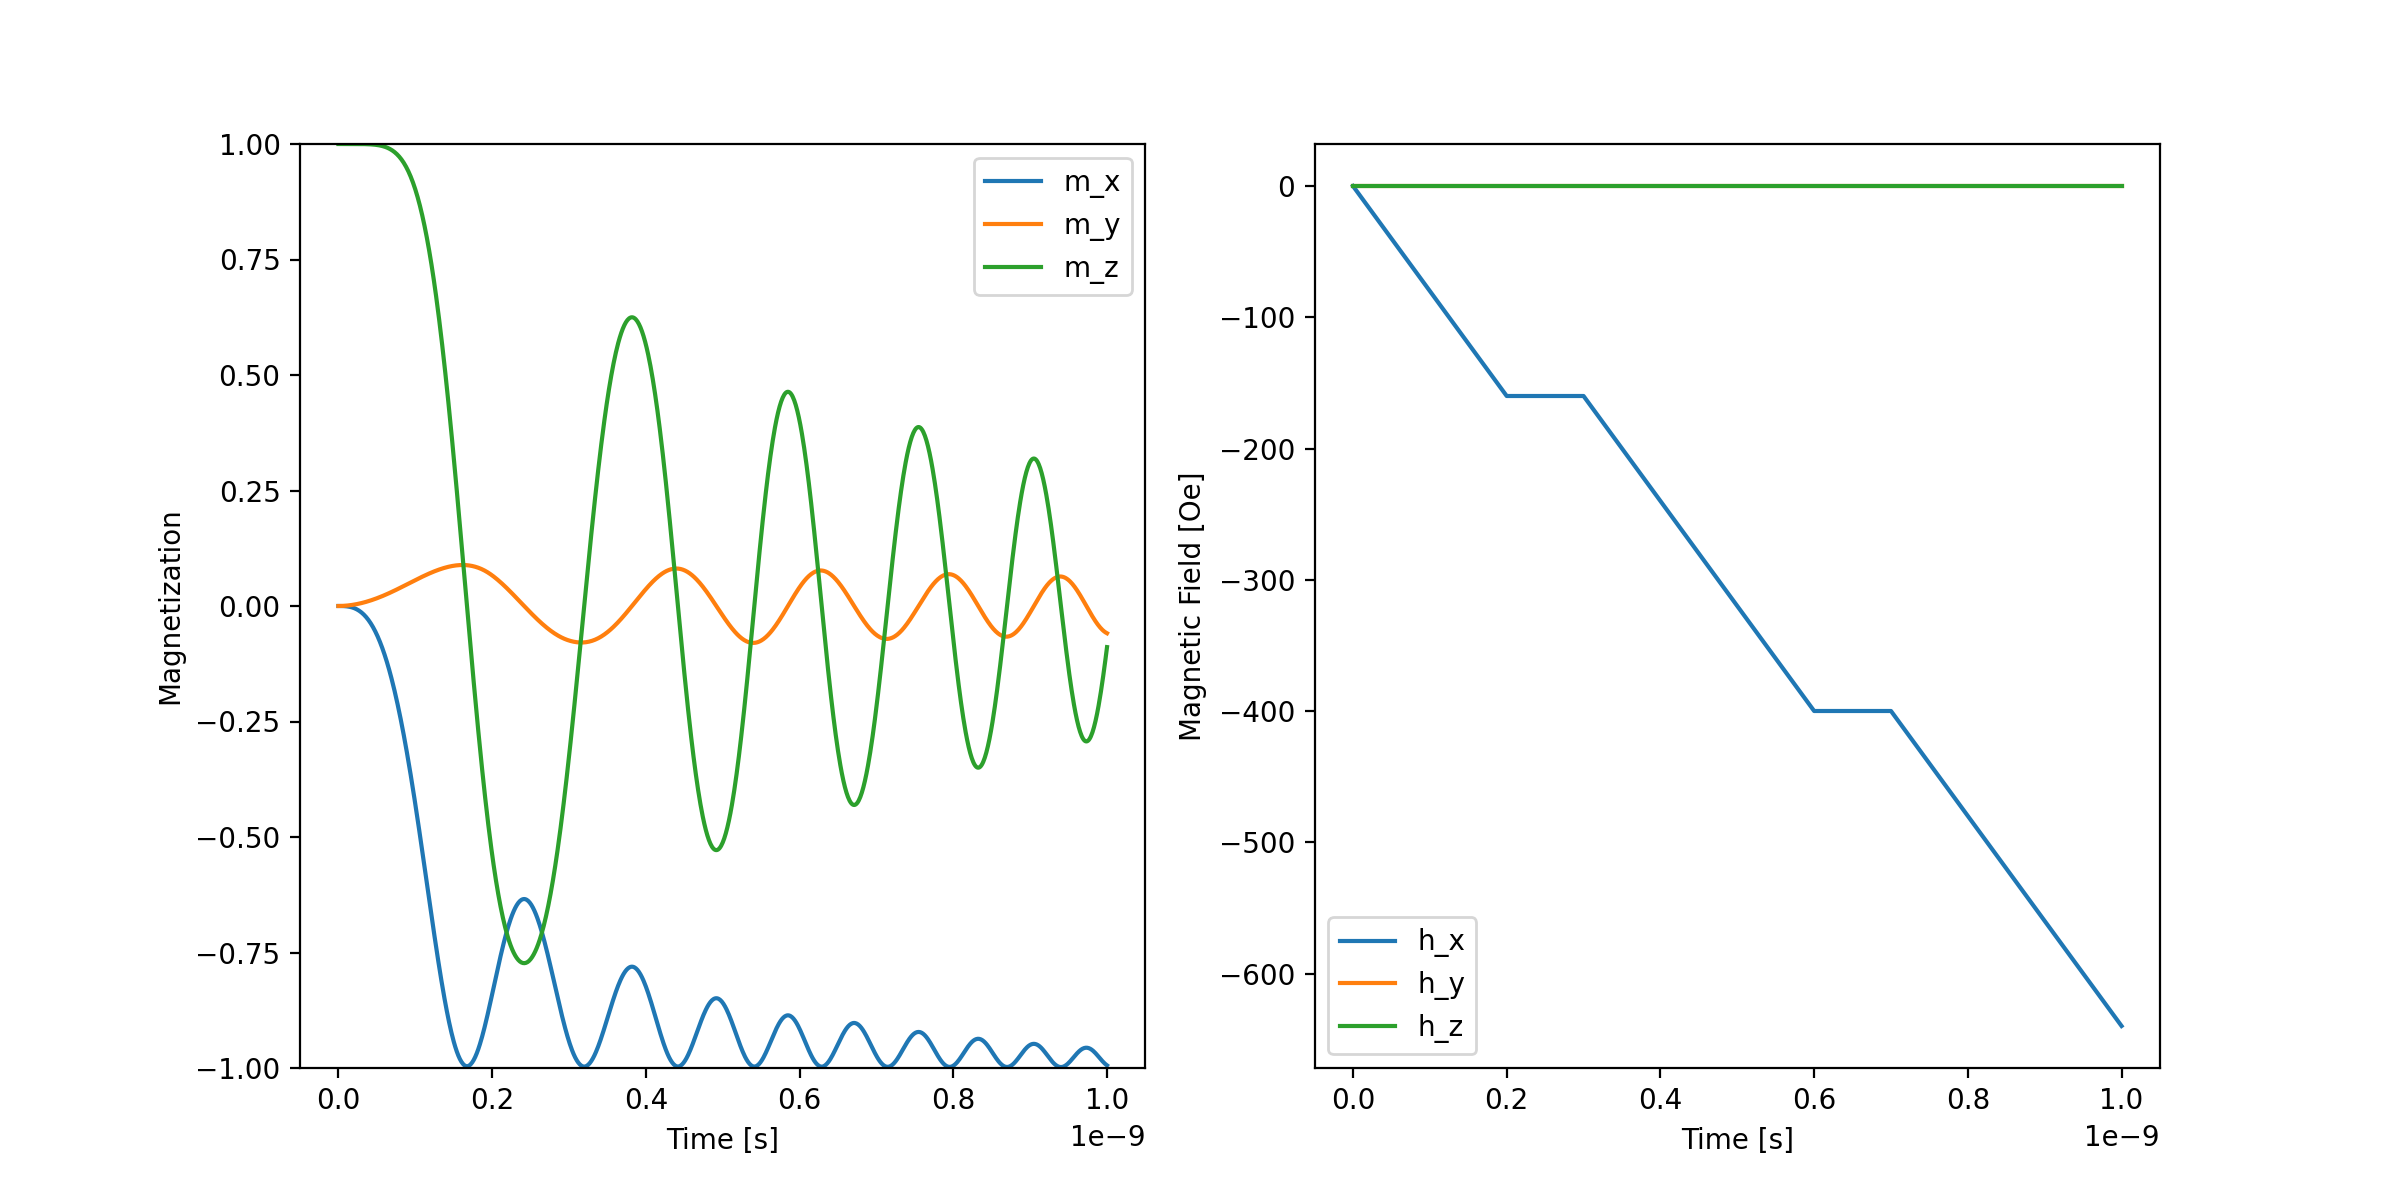 1.00
0.75
0.50
0.25
0.00
−0.25
−0.50
−0.75
−1.00
Magnetization
m_x
m_y
m_z
0.0 0.2 0.4 0.6 0.8 1.0
Time [s]
1e−9
0
−100
−200
−300
−400
−500
−600
Magnetic Field [Oe]
h_x
h_y
h_z
0.0 0.2 0.4 0.6 0.8 1.0
Time [s]
1e−9